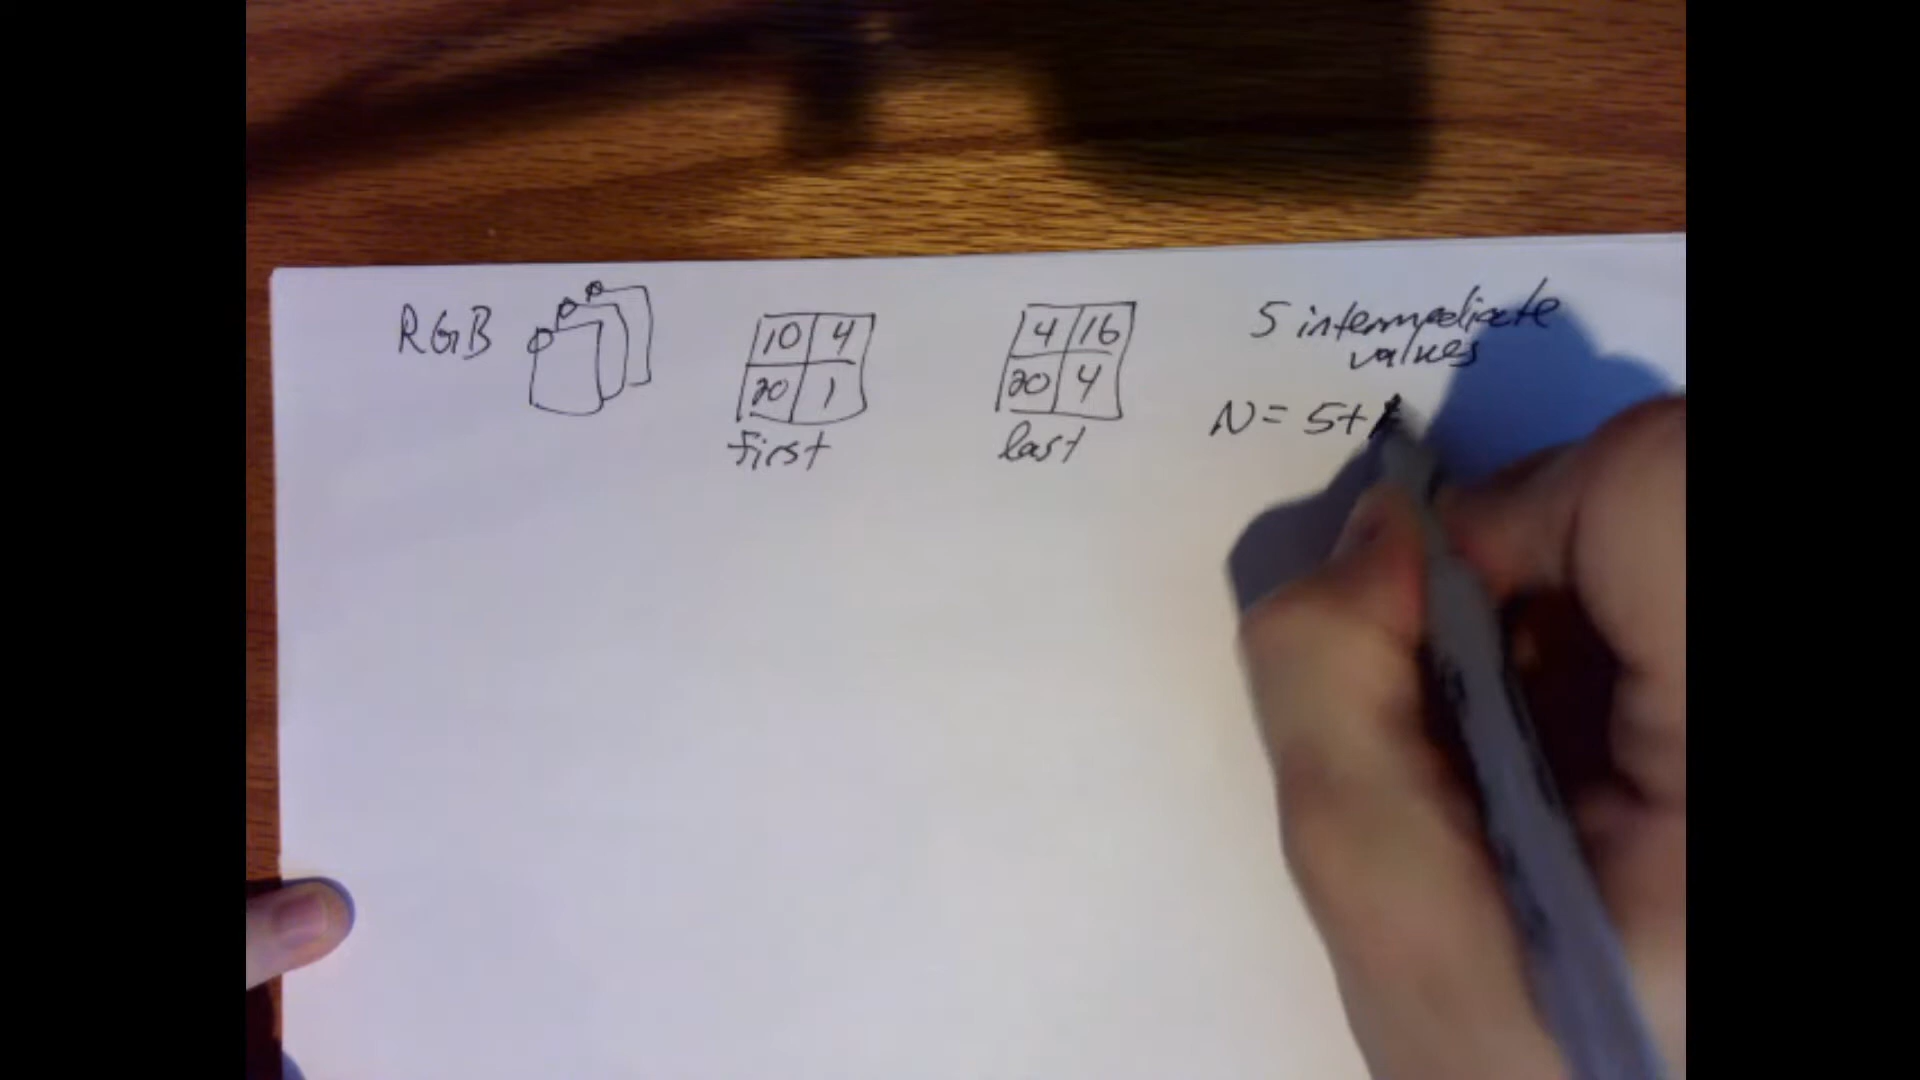 RGB
10 4
20 1
first
4 16
20 4
last
5 intermediate
values
N = 5+